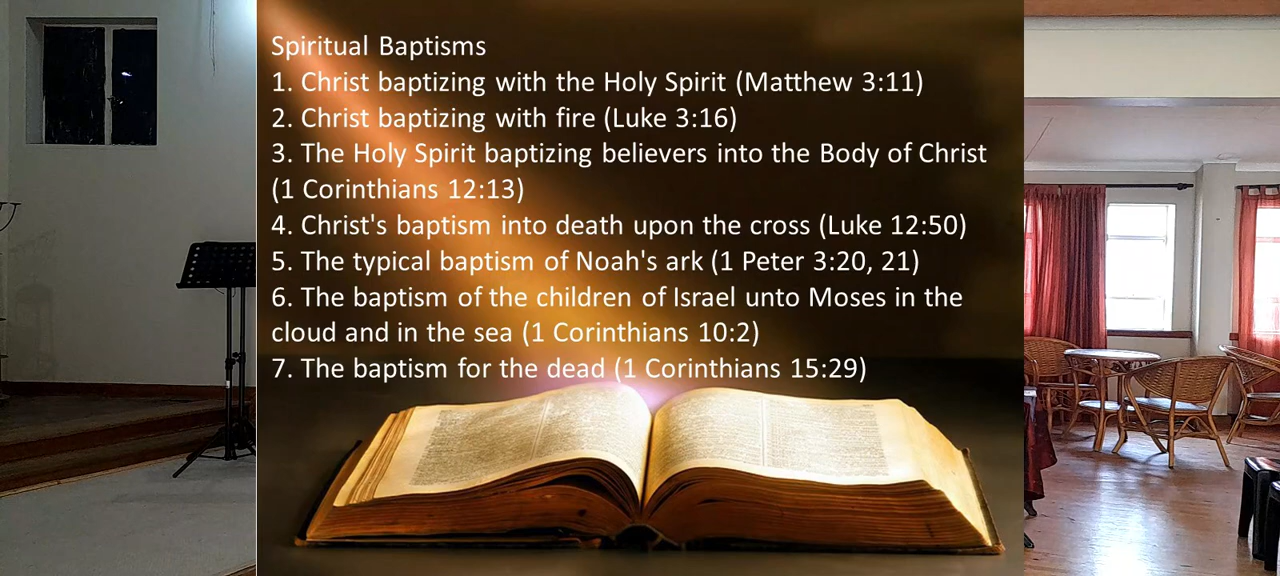 Spiritual Baptisms
1. Christ baptizing with the Holy Spirit (Matthew 3:11)
2. Christ baptizing with fire (Luke 3:16)
3. The Holy Spirit baptizing believers into the Body of Christ
(1 Corinthians 12:13)
4. Christ's baptism into death upon the cross (Luke 12:50)
5. The typical baptism of Noah's ark (1 Peter 3:20, 21)
6. The baptism of the children of Israel unto Moses in the
cloud and in the sea (1 Corinthians 10:2)
7. The baptism for the dead (1 Corinthians 15:29)